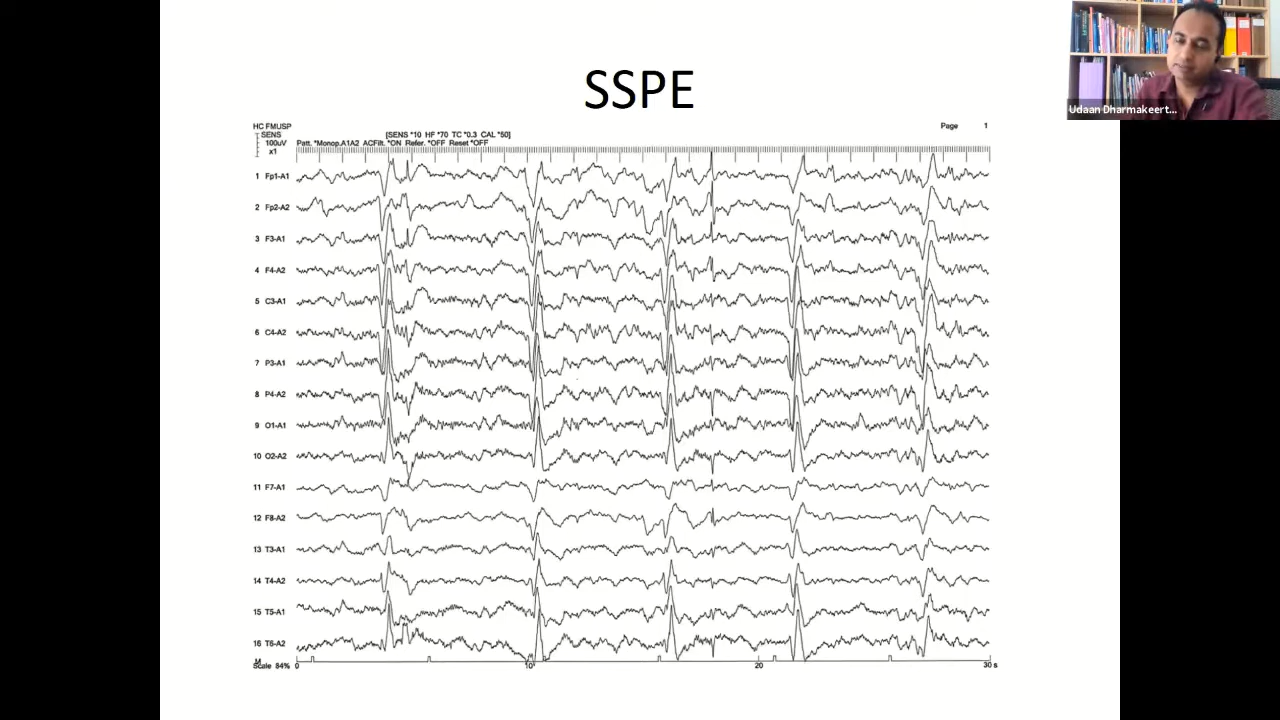 SSPE
Udaan Dharmakeert...
HC FMUSP
Page 1
SENS [SENS *10 HF *70 TC *0.3 CAL *50]
100uV Patt. *Monop.A1A2 ACFilt. *ON Refer. *OFF Reset *OFF
x1
1 Fp1-A1
2 Fp2-A2
3 F3-A1
4 F4-A2
5 C3-A1
6 C4-A2
7 P3-A1
8 P4-A2
9 O1-A1
10 O2-A2
11 F7-A1
12 F8-A2
13 T3-A1
14 T4-A2
15 T5-A1
16 T6-A2
Scale 84% 0 10 20 30 s